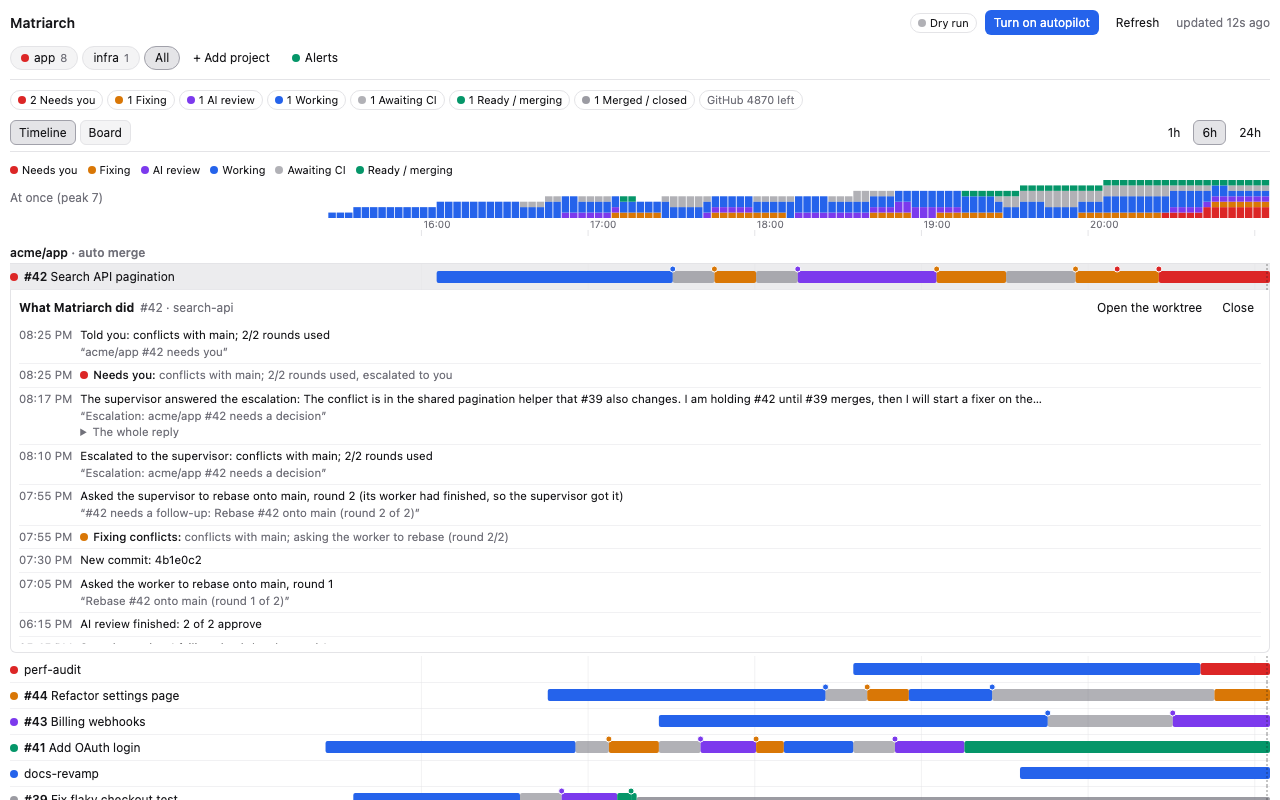 Matriarch
Dry run
Turn on autopilot
Refresh
updated 12s ago
app 8
infra 1
All
+ Add project
Alerts
2 Needs you
1 Fixing
1 AI review
1 Working
1 Awaiting CI
1 Ready / merging
1 Merged / closed
GitHub 4870 left
Timeline
Board
1h
6h
24h
Needs you
Fixing
AI review
Working
Awaiting CI
Ready / merging
At once (peak 7)
16:00
17:00
18:00
19:00
20:00
acme/app · auto merge
#42 Search API pagination
What Matriarch did #42 · search-api
Open the worktree
Close
08:25 PM Told you: conflicts with main; 2/2 rounds used
“acme/app #42 needs you”
08:25 PM Needs you: conflicts with main; 2/2 rounds used, escalated to you
08:17 PM The supervisor answered the escalation: The conflict is in the shared pagination helper that #39 also changes. I am holding #42 until #39 merges, then I will start a fixer on the…
“Escalation: acme/app #42 needs a decision”
The whole reply
08:10 PM Escalated to the supervisor: conflicts with main; 2/2 rounds used
“Escalation: acme/app #42 needs a decision”
07:55 PM Asked the supervisor to rebase onto main, round 2 (its worker had finished, so the supervisor got it)
“#42 needs a follow-up: Rebase #42 onto main (round 2 of 2)”
07:55 PM Fixing conflicts: conflicts with main; asking the worker to rebase (round 2/2)
07:30 PM New commit: 4b1e0c2
07:05 PM Asked the worker to rebase onto main, round 1
“Rebase #42 onto main (round 1 of 2)”
06:15 PM AI review finished: 2 of 2 approve
perf-audit
#44 Refactor settings page
#43 Billing webhooks
#41 Add OAuth login
docs-revamp
#39 Fix flaky checkout test